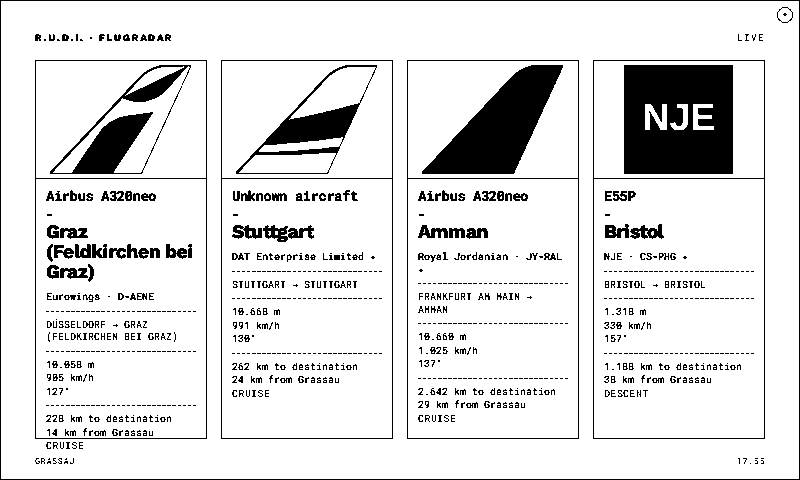 R.U.D.I. · FLUGRADAR
LIVE
Airbus A320neo
-
Graz
(Feldkirchen bei
Graz)
Eurowings · D-AENE
DÜSSELDORF → GRAZ
(FELDKIRCHEN BEI GRAZ)
10.058 m
905 km/h
127°
228 km to destination
14 km from Grassau
CRUISE
Unknown aircraft
-
Stuttgart
DAT Enterprise Limited ✦
STUTTGART → STUTTGART
10.668 m
991 km/h
130°
262 km to destination
24 km from Grassau
CRUISE
Airbus A320neo
-
Amman
Royal Jordanian · JY-RAL
✦
FRANKFURT AM MAIN →
AMMAN
10.660 m
1.025 km/h
137°
2.642 km to destination
29 km from Grassau
CRUISE
NJE
E55P
-
Bristol
NJE · CS-PHG ✦
BRISTOL → BRISTOL
1.318 m
330 km/h
157°
1.188 km to destination
38 km from Grassau
DESCENT
GRASSAU
17:55